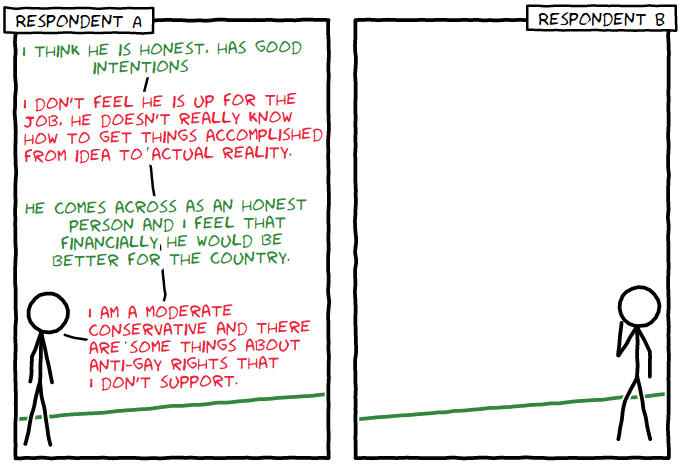 RESPONDENT A
I THINK HE IS HONEST. HAS GOOD
INTENTIONS
I DON'T FEEL HE IS UP FOR THE
JOB. HE DOESN'T REALLY KNOW
HOW TO GET THINGS ACCOMPLISHED
FROM IDEA TO ACTUAL REALITY.
HE COMES ACROSS AS AN HONEST
PERSON AND I FEEL THAT
FINANCIALLY HE WOULD BE
BETTER FOR THE COUNTRY.
I AM A MODERATE
CONSERVATIVE AND THERE
ARE SOME THINGS ABOUT
ANTI-GAY RIGHTS THAT
I DON'T SUPPORT.
RESPONDENT B